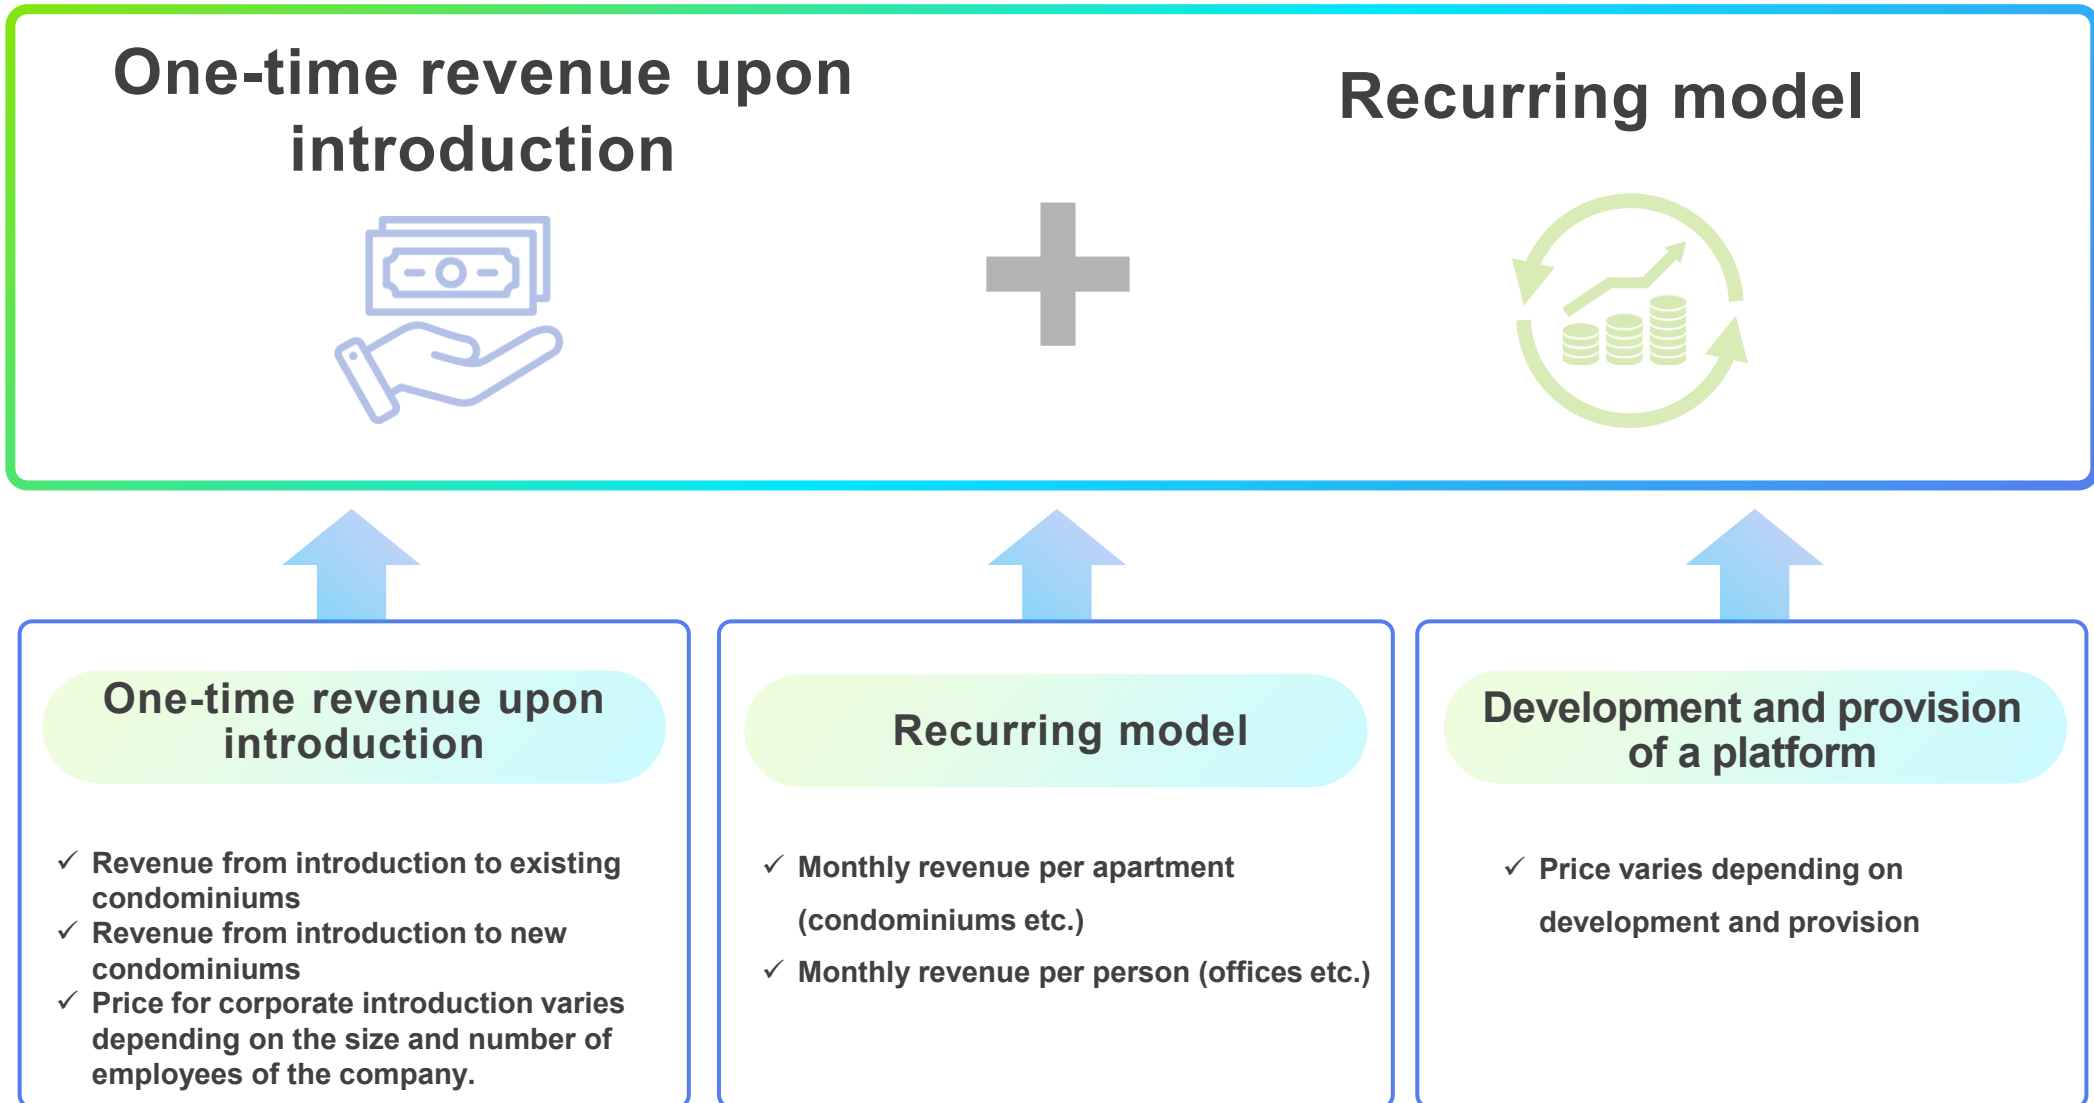 One-time revenue upon
introduction
Recurring model
One-time revenue upon
introduction
✓ Revenue from introduction to existing
condominiums
✓ Revenue from introduction to new
condominiums
✓ Price for corporate introduction varies
depending on the size and number of
employees of the company.
Recurring model
✓ Monthly revenue per apartment
(condominiums etc.)
✓ Monthly revenue per person (offices etc.)
Development and provision
of a platform
✓ Price varies depending on
development and provision